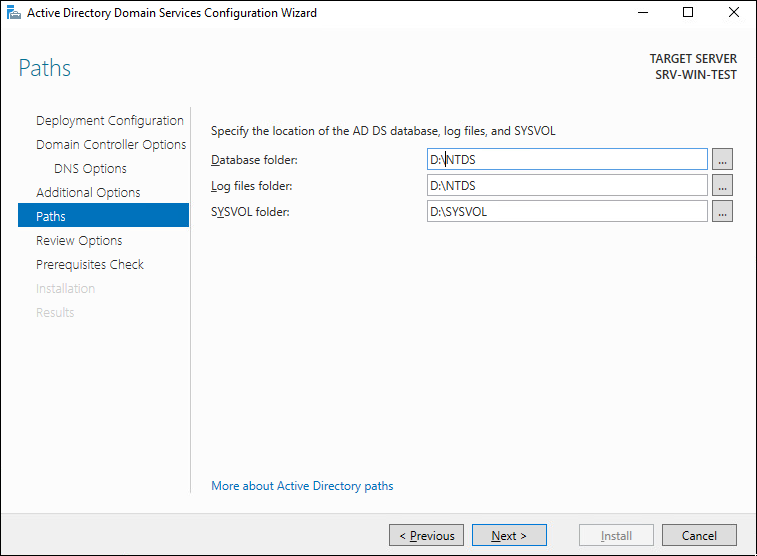 Active Directory Domain Services Configuration Wizard
Paths
TARGET SERVER
SRV-WIN-TEST
Deployment Configuration
Domain Controller Options
DNS Options
Additional Options
Paths
Review Options
Prerequisites Check
Installation
Results
Specify the location of the AD DS database, log files, and SYSVOL
Database folder: D:\NTDS ...
Log files folder: D:\NTDS ...
SYSVOL folder: D:\SYSVOL ...
More about Active Directory paths
< Previous Next > Install Cancel